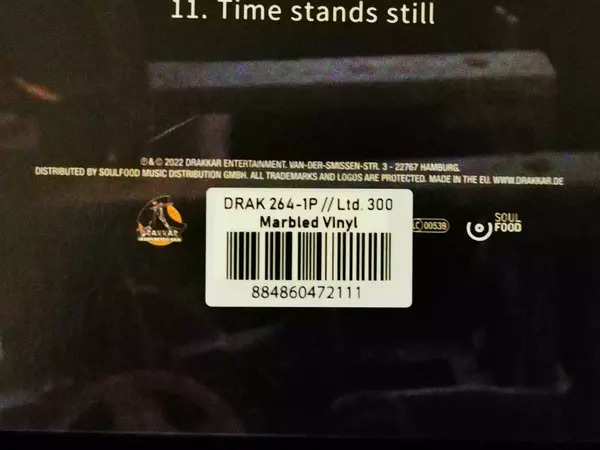 11. Time stands still
℗&© 2022 DRAKKAR ENTERTAINMENT. VAN-DER-SMISSEN-STR. 3 - 22767 HAMBURG.
DISTRIBUTED BY SOULFOOD MUSIC DISTRIBUTION GMBH. ALL TRADEMARKS AND LOGOS ARE PROTECTED. MADE IN THE EU. WWW.DRAKKAR.DE
DRAK 264-1P // Ltd. 300
Marbled Vinyl
884860472111
DRAKKAR
LC 00539
SOUL
FOOD